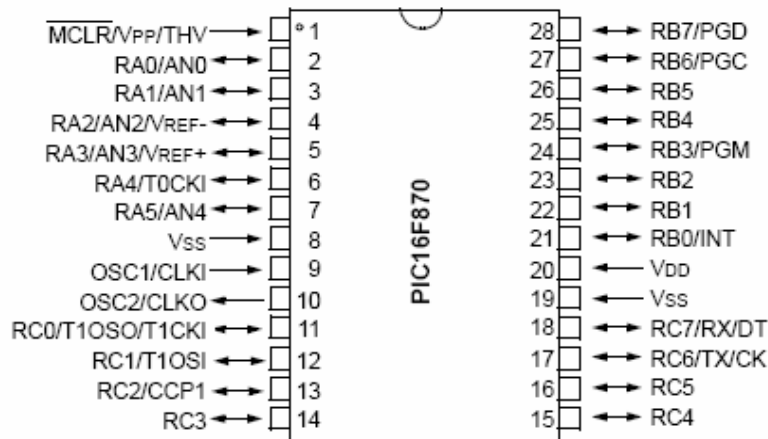 MCLR/VPP/THV 1 28 RB7/PGD
RA0/AN0 2 27 RB6/PGC
RA1/AN1 3 26 RB5
RA2/AN2/VREF- 4 25 RB4
RA3/AN3/VREF+ 5 24 RB3/PGM
RA4/T0CKI 6 23 RB2
RA5/AN4 7 22 RB1
VSS 8 21 RB0/INT
OSC1/CLKI 9 20 VDD
OSC2/CLKO 10 19 VSS
RC0/T1OSO/T1CKI 11 18 RC7/RX/DT
RC1/T1OSI 12 17 RC6/TX/CK
RC2/CCP1 13 16 RC5
RC3 14 15 RC4
PIC16F870